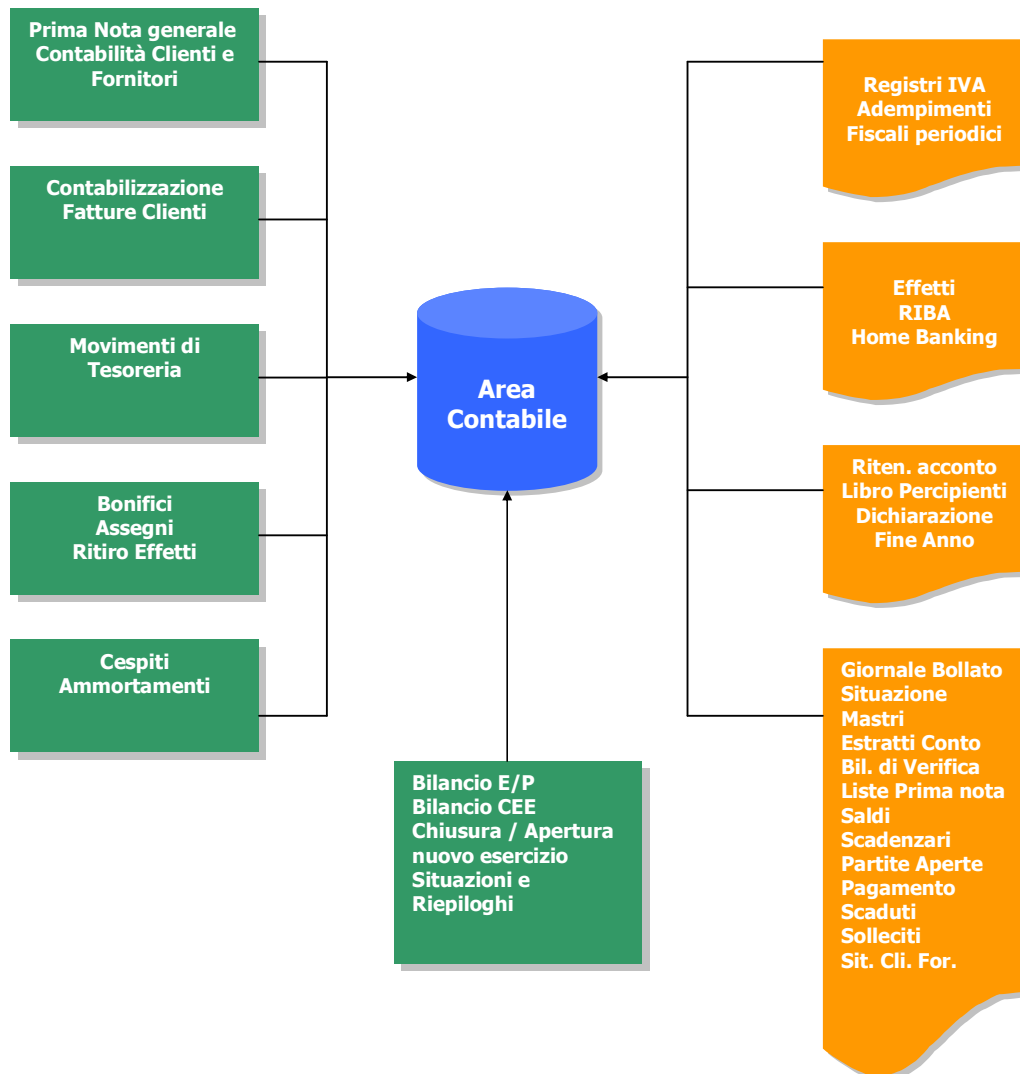 Prima Nota generale
Contabilità Clienti e
Fornitori
Contabilizzazione
Fatture Clienti
Movimenti di
Tesoreria
Bonifici
Assegni
Ritiro Effetti
Cespiti
Ammortamenti
Area
Contabile
Bilancio E/P
Bilancio CEE
Chiusura / Apertura
nuovo esercizio
Situazioni e
Riepiloghi
Registri IVA
Adempimenti
Fiscali periodici
Effetti
RIBA
Home Banking
Riten. acconto
Libro Percipienti
Dichiarazione
Fine Anno
Giornale Bollato
Situazione
Mastri
Estratti Conto
Bil. di Verifica
Liste Prima nota
Saldi
Scadenzari
Partite Aperte
Pagamento
Scaduti
Solleciti
Sit. Cli. For.